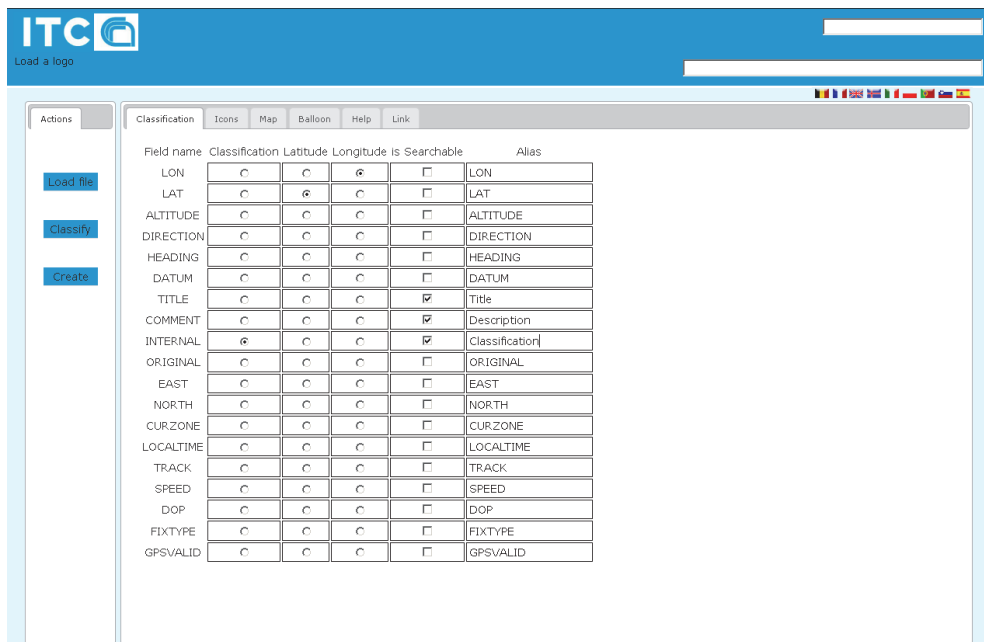 ITC
Load a logo
Actions
Classification Icons Map Balloon Help Link
Load file
Classify
Create
Field name Classification Latitude Longitude is Searchable Alias
LON LON
LAT LAT
ALTITUDE ALTITUDE
DIRECTION DIRECTION
HEADING HEADING
DATUM DATUM
TITLE Title
COMMENT Description
INTERNAL Classification
ORIGINAL ORIGINAL
EAST EAST
NORTH NORTH
CURZONE CURZONE
LOCALTIME LOCALTIME
TRACK TRACK
SPEED SPEED
DOP DOP
FIXTYPE FIXTYPE
GPSVALID GPSVALID